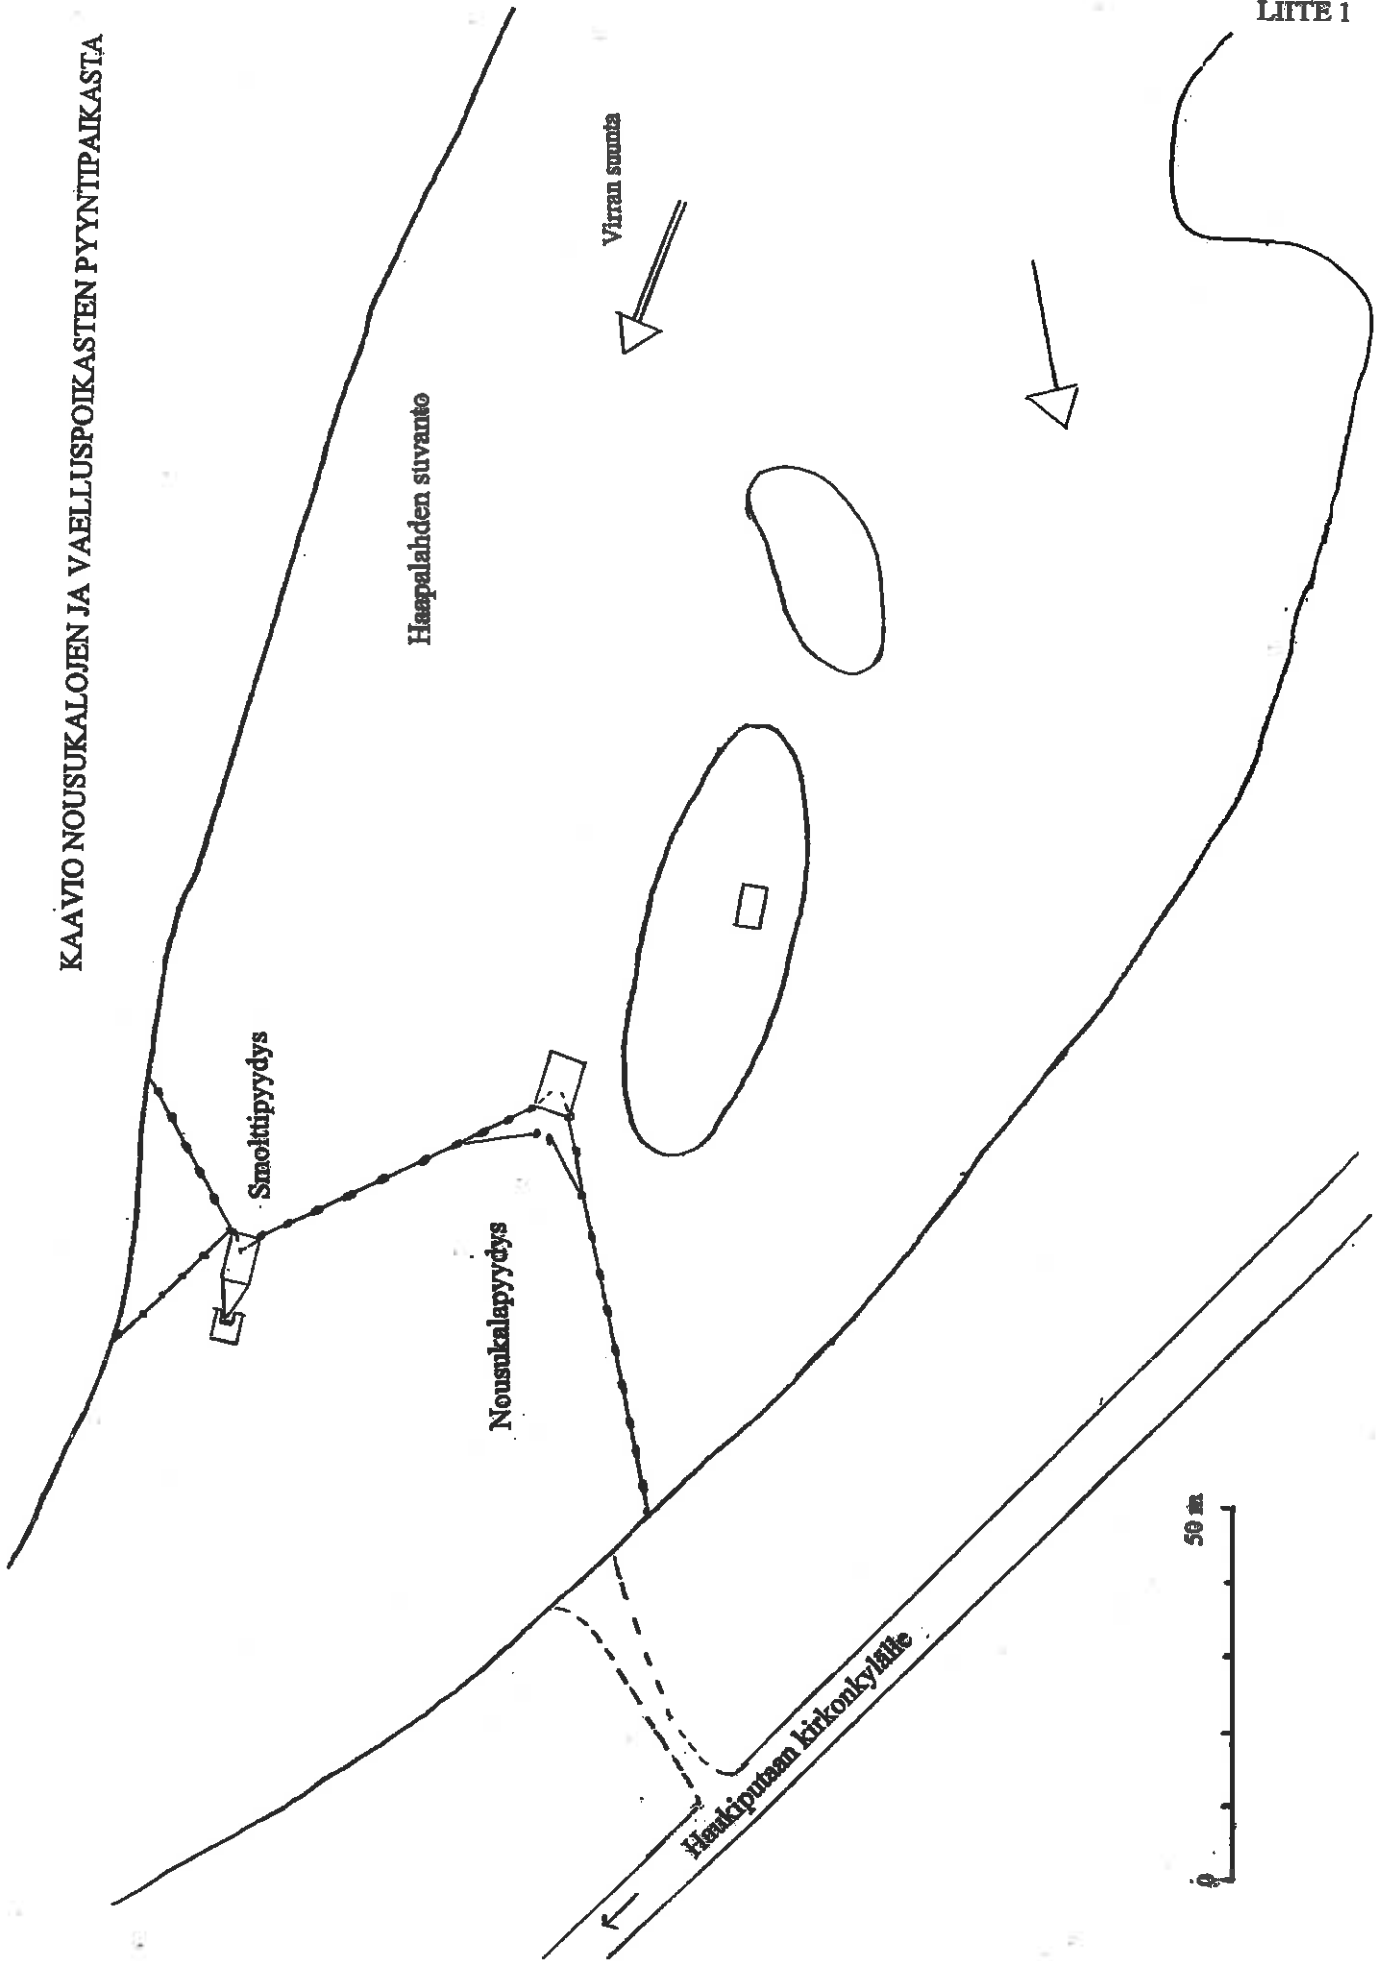 LIITE 1
KAAVIO NOUSUKALOJEN JA VAELLUSPOIKASTEN PYYNTIPAIKASTA
Virran suunta
Haapalahden suvanto
Smolttipyydys
Nousukalapyydys
Haukiputaan kirkonkylälle
0
50 m